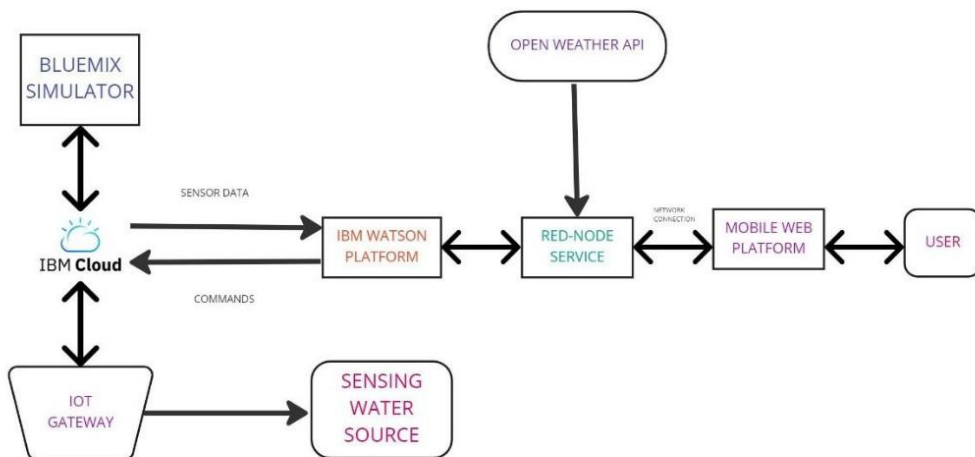 OPEN WEATHER API
BLUEMIX
SIMULATOR
SENSOR DATA
IBM Cloud
IBM WATSON
PLATFORM
RED-NODE
SERVICE
NETWORK
CONNECTION
MOBILE WEB
PLATFORM
USER
COMMANDS
IOT
GATEWAY
SENSING
WATER
SOURCE